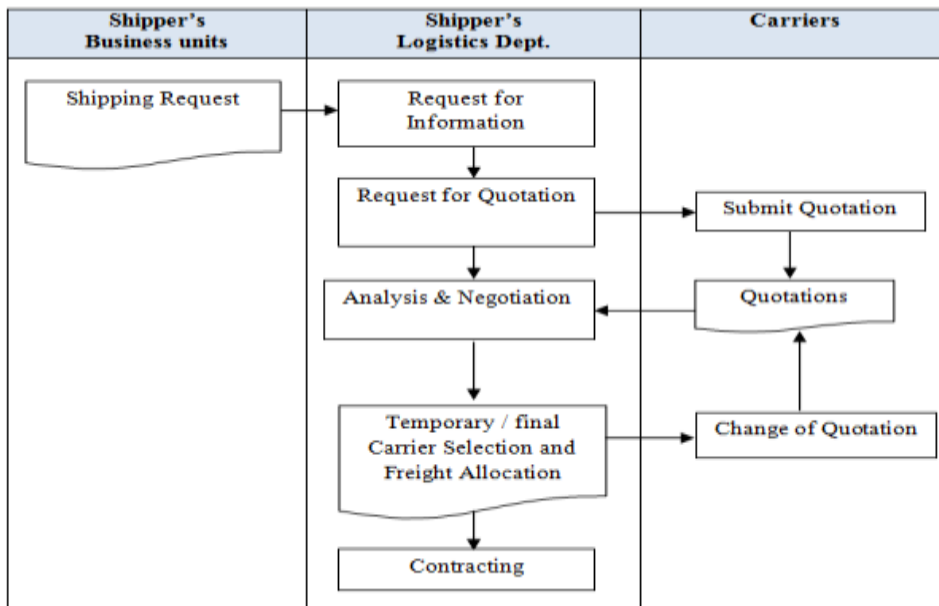 Shipper's
Business units
Shipper's
Logistics Dept.
Carriers
Shipping Request
Request for
Information
Request for Quotation
Submit Quotation
Analysis & Negotiation
Quotations
Temporary / final
Carrier Selection and
Freight Allocation
Change of Quotation
Contracting